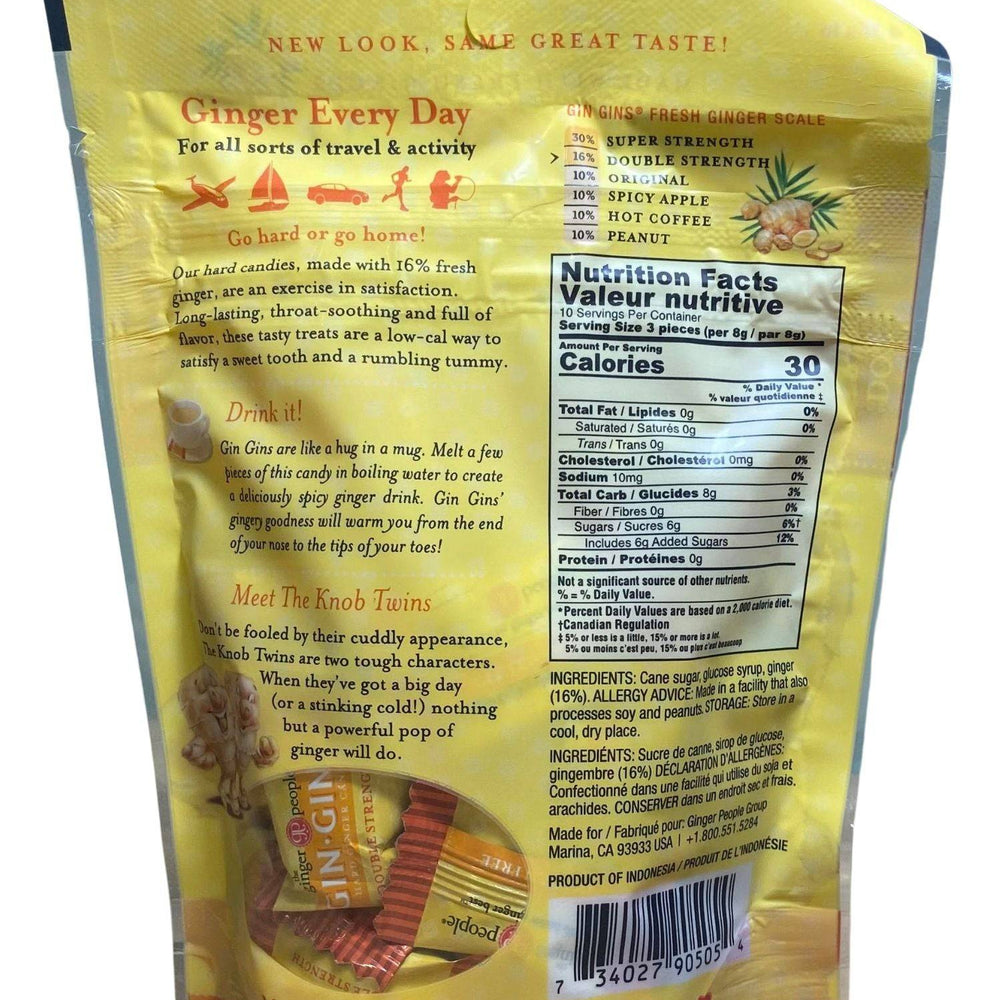 NEW LOOK, SAME GREAT TASTE!
Ginger Every Day
For all sorts of travel & activity
Go hard or go home!
Our hard candies, made with 16% fresh
ginger, are an exercise in satisfaction.
Long-lasting, throat-soothing and full of
flavor, these tasty treats are a low-cal way to
satisfy a sweet tooth and a rumbling tummy.
Drink it!
Gin Gins are like a hug in a mug. Melt a few
pieces of this candy in boiling water to create
a deliciously spicy ginger drink. Gin Gins'
gingery goodness will warm you from the end
of your nose to the tips of your toes!
Meet The Knob Twins
Don't be fooled by their cuddly appearance,
The Knob Twins are two tough characters.
When they've got a big day
(or a stinking cold!) nothing
but a powerful pop of
ginger will do.
the
ginger people
GIN·GIN
HARD GINGER CA
DOUBLE STRENG
FREE
inger best™
people®
LE STRENGTH
GIN GINS® FRESH GINGER SCALE
30% SUPER STRENGTH
> 16% DOUBLE STRENGTH
10% ORIGINAL
10% SPICY APPLE
10% HOT COFFEE
10% PEANUT
Nutrition Facts
Valeur nutritive
10 Servings Per Container
Serving Size 3 pieces (per 8g / par 8g)
Amount Per Serving
Calories 30
% Daily Value *
% valeur quotidienne ‡
Total Fat / Lipides 0g 0%
Saturated / Saturés 0g 0%
Trans / Trans 0g
Cholesterol / Cholestérol 0mg 0%
Sodium 10mg 0%
Total Carb / Glucides 8g 3%
Fiber / Fibres 0g 0%
Sugars / Sucres 6g 6%†
Includes 6g Added Sugars 12%
Protein / Protéines 0g
Not a significant source of other nutrients.
% = % Daily Value.
*Percent Daily Values are based on a 2,000 calorie diet.
†Canadian Regulation
‡ 5% or less is a little, 15% or more is a lot.
5% ou moins c'est peu, 15% ou plus c'est beaucoup
INGREDIENTS: Cane sugar, glucose syrup, ginger
(16%). ALLERGY ADVICE: Made in a facility that also
processes soy and peanuts. STORAGE: Store in a
cool, dry place.
INGREDIÉNTS: Sucre de canne, sirop de glucose,
gingembre (16%) DÉCLARATION D'ALLERGÈNES:
Confectionné dans une facilité qui utilise du soja et
arachides. CONSERVER dans un endroit sec et frais.
Made for / Fabriqué pour: Ginger People Group
Marina, CA 93933 USA | +1.800.551.5284
PRODUCT OF INDONESIA / PRODUIT DE L'INDONÉSIE
7 34027 90505 4